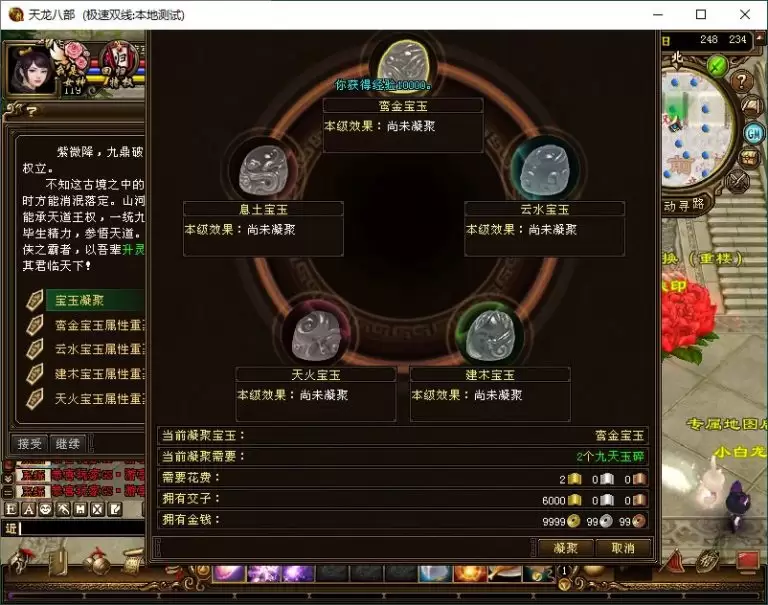 天龙八部 (极速双线:本地测试)
248 234
北
119
你获得经验10000。
鸾金宝玉
本级效果：尚未凝聚
息土宝玉
本级效果：尚未凝聚
云水宝玉
本级效果：尚未凝聚
天火宝玉
本级效果：尚未凝聚
建木宝玉
本级效果：尚未凝聚
紫微降，九鼎破
权立。
不知这古境之中的
时方能消泯落定。山河
能承天道王权，一统九
毕生精力，参悟天道。
侠之霸者，以吾辈升灵
其君临天下！
宝玉凝聚
鸾金宝玉属性重
云水宝玉属性重
建木宝玉属性重
天火宝玉属性重
接受
继续
当前凝聚宝玉： 鸾金宝玉
当前凝聚需要： 2个九天玉碎
需要花费： 2 0 0
拥有交子： 6000 0 0
拥有金钱： 9999 99 99
凝聚
取消
GM
动寻路
换（重楼）
印
专属地图
小白龙
近
1